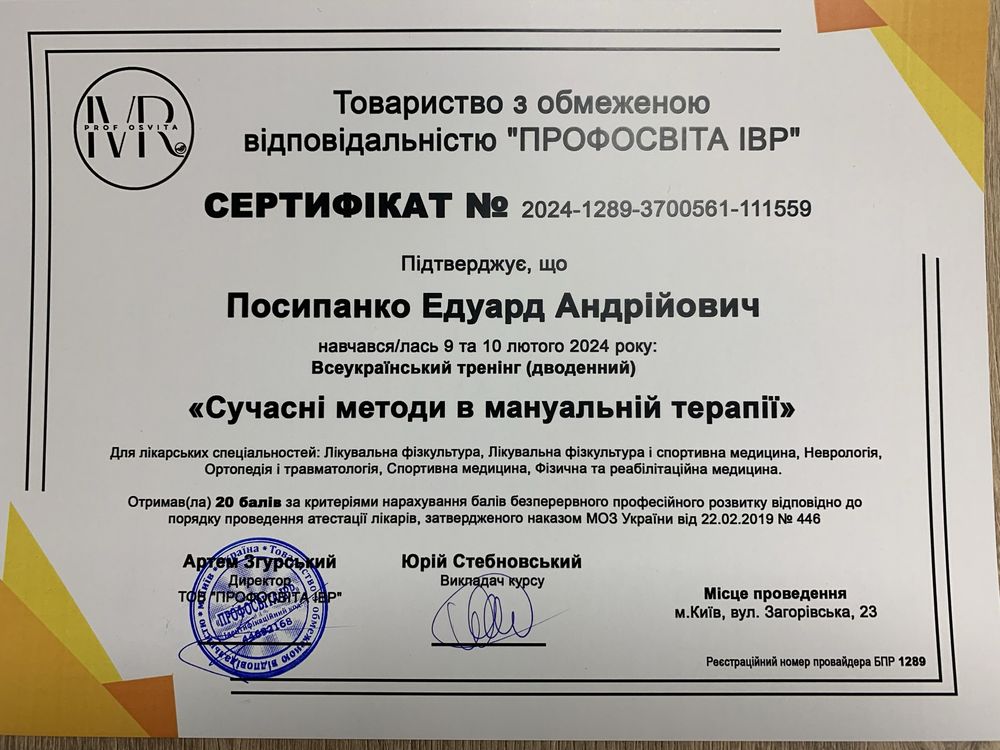 IVR
PROF OSVITA
Товариство з обмеженою
відповідальністю "ПРОФОСВІТА ІВР"
СЕРТИФІКАТ № 2024-1289-3700561-111559
Підтверджує, що
Посипанко Едуард Андрійович
навчався/лась 9 та 10 лютого 2024 року:
Всеукраїнський тренінг (дводенний)
«Сучасні методи в мануальній терапії»
Для лікарських спеціальностей: Лікувальна фізкультура, Лікувальна фізкультура і спортивна медицина, Неврологія,
Ортопедія і травматологія, Спортивна медицина, Фізична та реабілітаційна медицина.
Отримав(ла) 20 балів за критеріями нарахування балів безперервного професійного розвитку відповідно до
порядку проведення атестації лікарів, затвердженого наказом МОЗ України від 22.02.2019 № 446
Артем Згурський
Директор
ТОВ "ПРОФОСВІТА ІВР"
Юрій Стебновський
Викладач курсу
Місце проведення
м.Київ, вул. Загорівська, 23
Реєстраційний номер провайдера БПР 1289